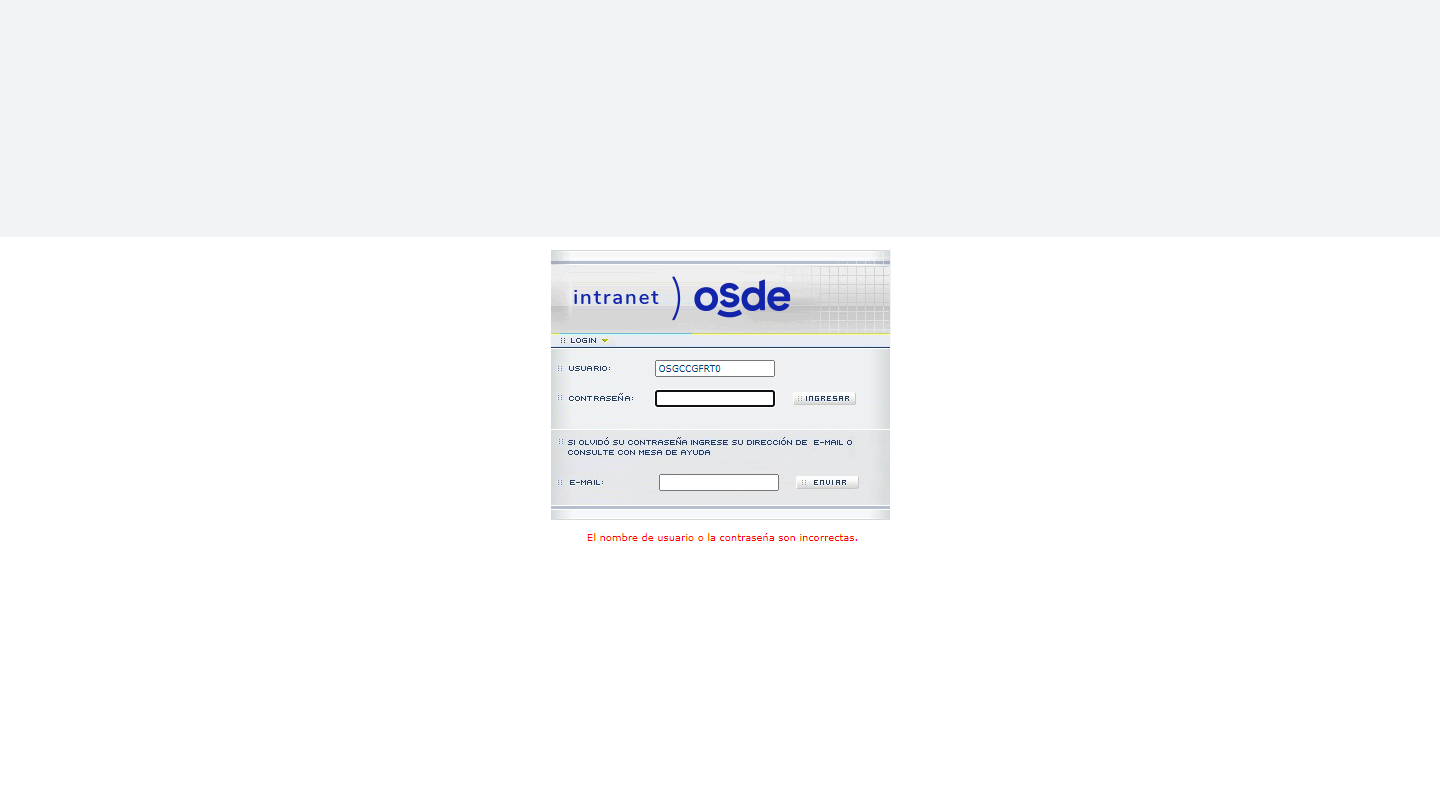 intranet ) osde
LOGIN
USUARIO: OSGCCGFRT0
CONTRASEÑA: INGRESAR
SI OLVIDÓ SU CONTRASEÑA INGRESE SU DIRECCIÓN DE E-MAIL O
CONSULTE CON MESA DE AYUDA
E-MAIL: ENVIAR
El nombre de usuario o la contraseńa son incorrectas.